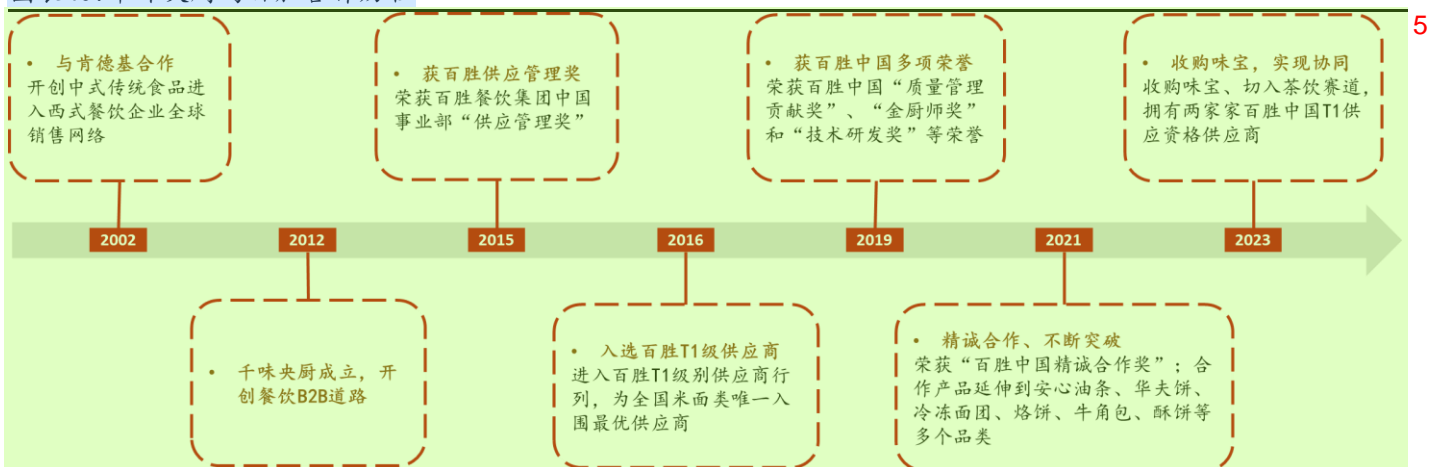 5
• 与肯德基合作
开创中式传统食品进
入西式餐饮企业全球
销售网络
• 获百胜供应管理奖
荣获百胜餐饮集团中国
事业部“供应管理奖”
• 获百胜中国多项荣誉
荣获百胜中国“质量管理
贡献奖”、“金厨师奖”
和“技术研发奖”等荣誉
• 收购味宝，实现协同
收购味宝、切入茶饮赛道，
拥有两家家百胜中国T1供
应资格供应商
2002
2012
2015
2016
2019
2021
2023
• 千味央厨成立，开
创餐饮B2B道路
• 入选百胜T1级供应商
进入百胜T1级别供应商行
列，为全国米面类唯一入
围最优供应商
• 精诚合作、不断突破
荣获“百胜中国精诚合作奖”；合
作产品延伸到安心油条、华夫饼、
冷冻面团、烙饼、牛角包、酥饼等
多个品类